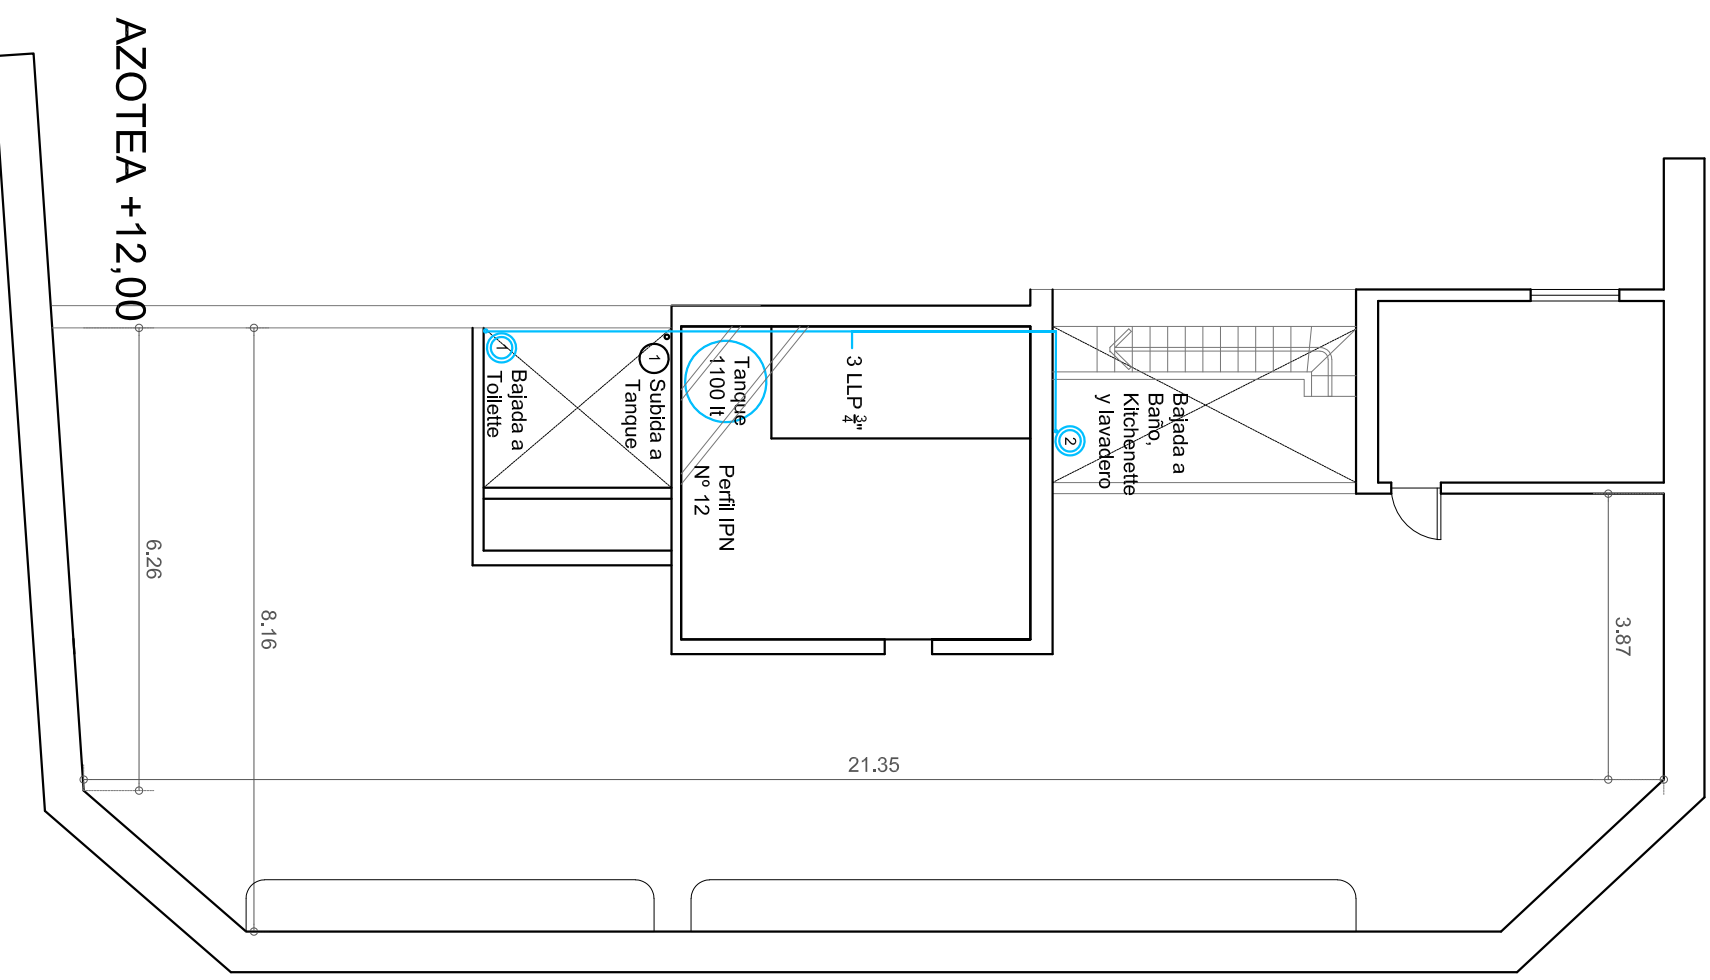 AZOTEA +12,00
1
Bajada a
Toilette
1
Subida a
Tanque
Tanque
1100 lt
3 LLP 3/4"
Perfil IPN
Nº 12
2
Bajada a
Baño,
Kitchenette
y lavadero
6.26
8.16
3.87
21.35